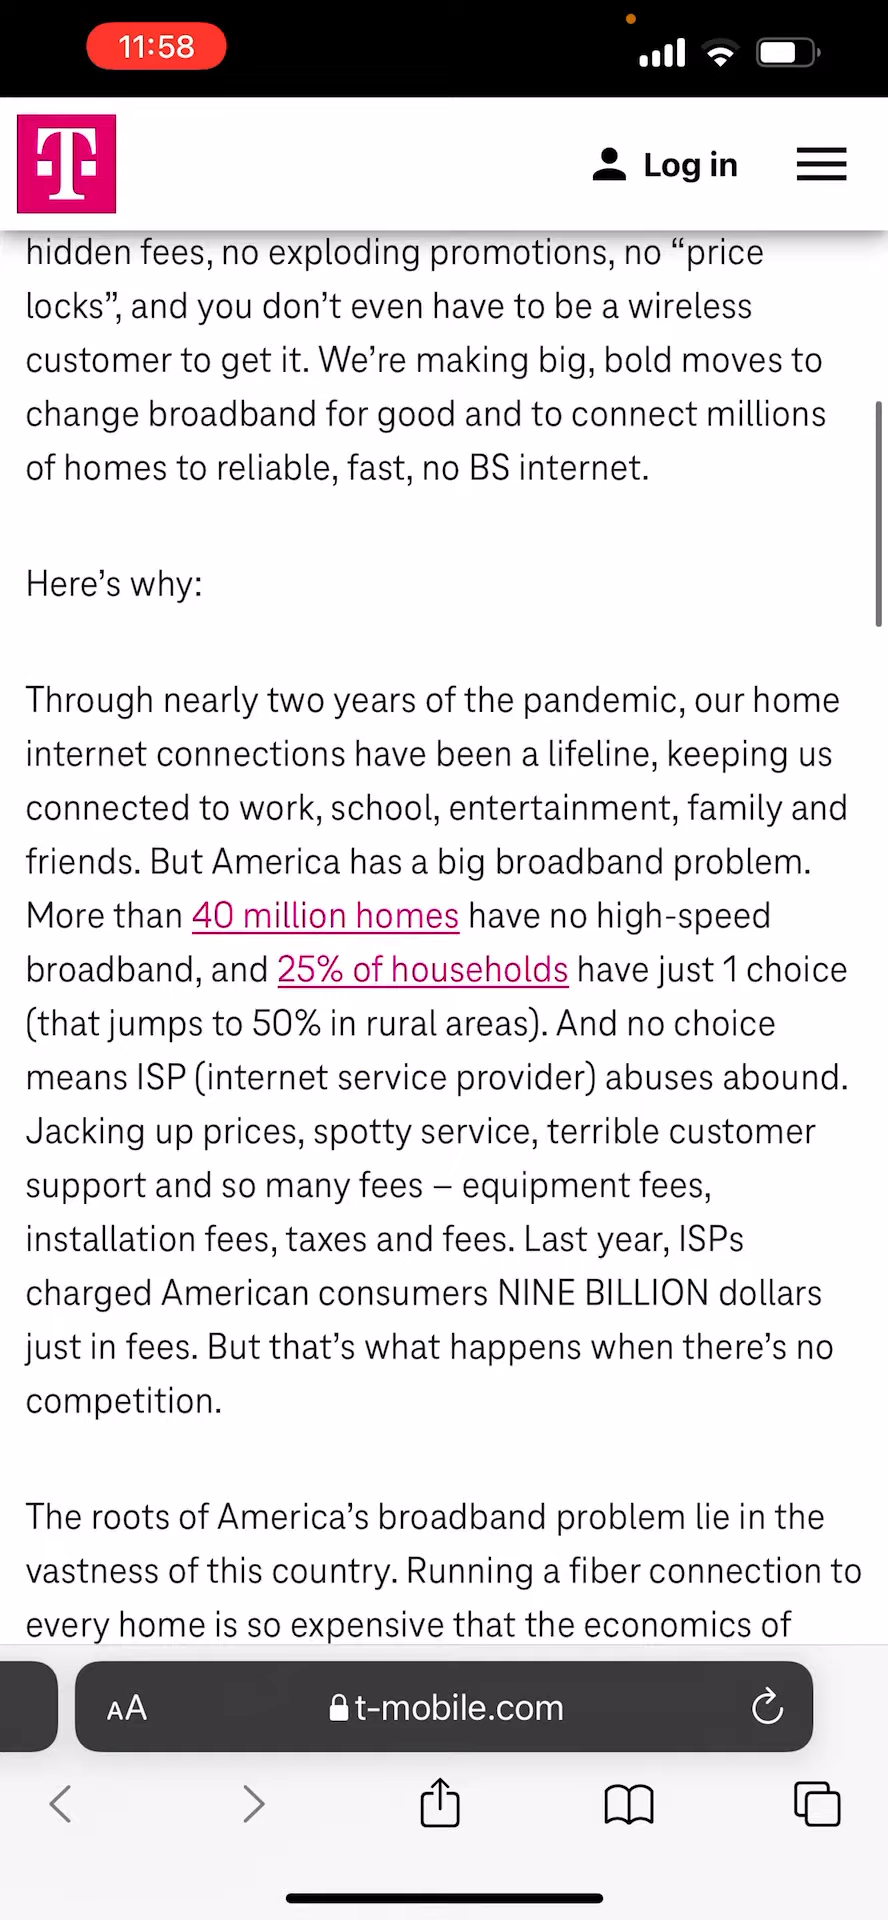 11:58
T
Log in
hidden fees, no exploding promotions, no “price
locks”, and you don’t even have to be a wireless
customer to get it. We’re making big, bold moves to
change broadband for good and to connect millions
of homes to reliable, fast, no BS internet.
Here’s why:
Through nearly two years of the pandemic, our home
internet connections have been a lifeline, keeping us
connected to work, school, entertainment, family and
friends. But America has a big broadband problem.
More than 40 million homes have no high-speed
broadband, and 25% of households have just 1 choice
(that jumps to 50% in rural areas). And no choice
means ISP (internet service provider) abuses abound.
Jacking up prices, spotty service, terrible customer
support and so many fees – equipment fees,
installation fees, taxes and fees. Last year, ISPs
charged American consumers NINE BILLION dollars
just in fees. But that’s what happens when there’s no
competition.
The roots of America’s broadband problem lie in the
vastness of this country. Running a fiber connection to
every home is so expensive that the economics of
AA
t-mobile.com